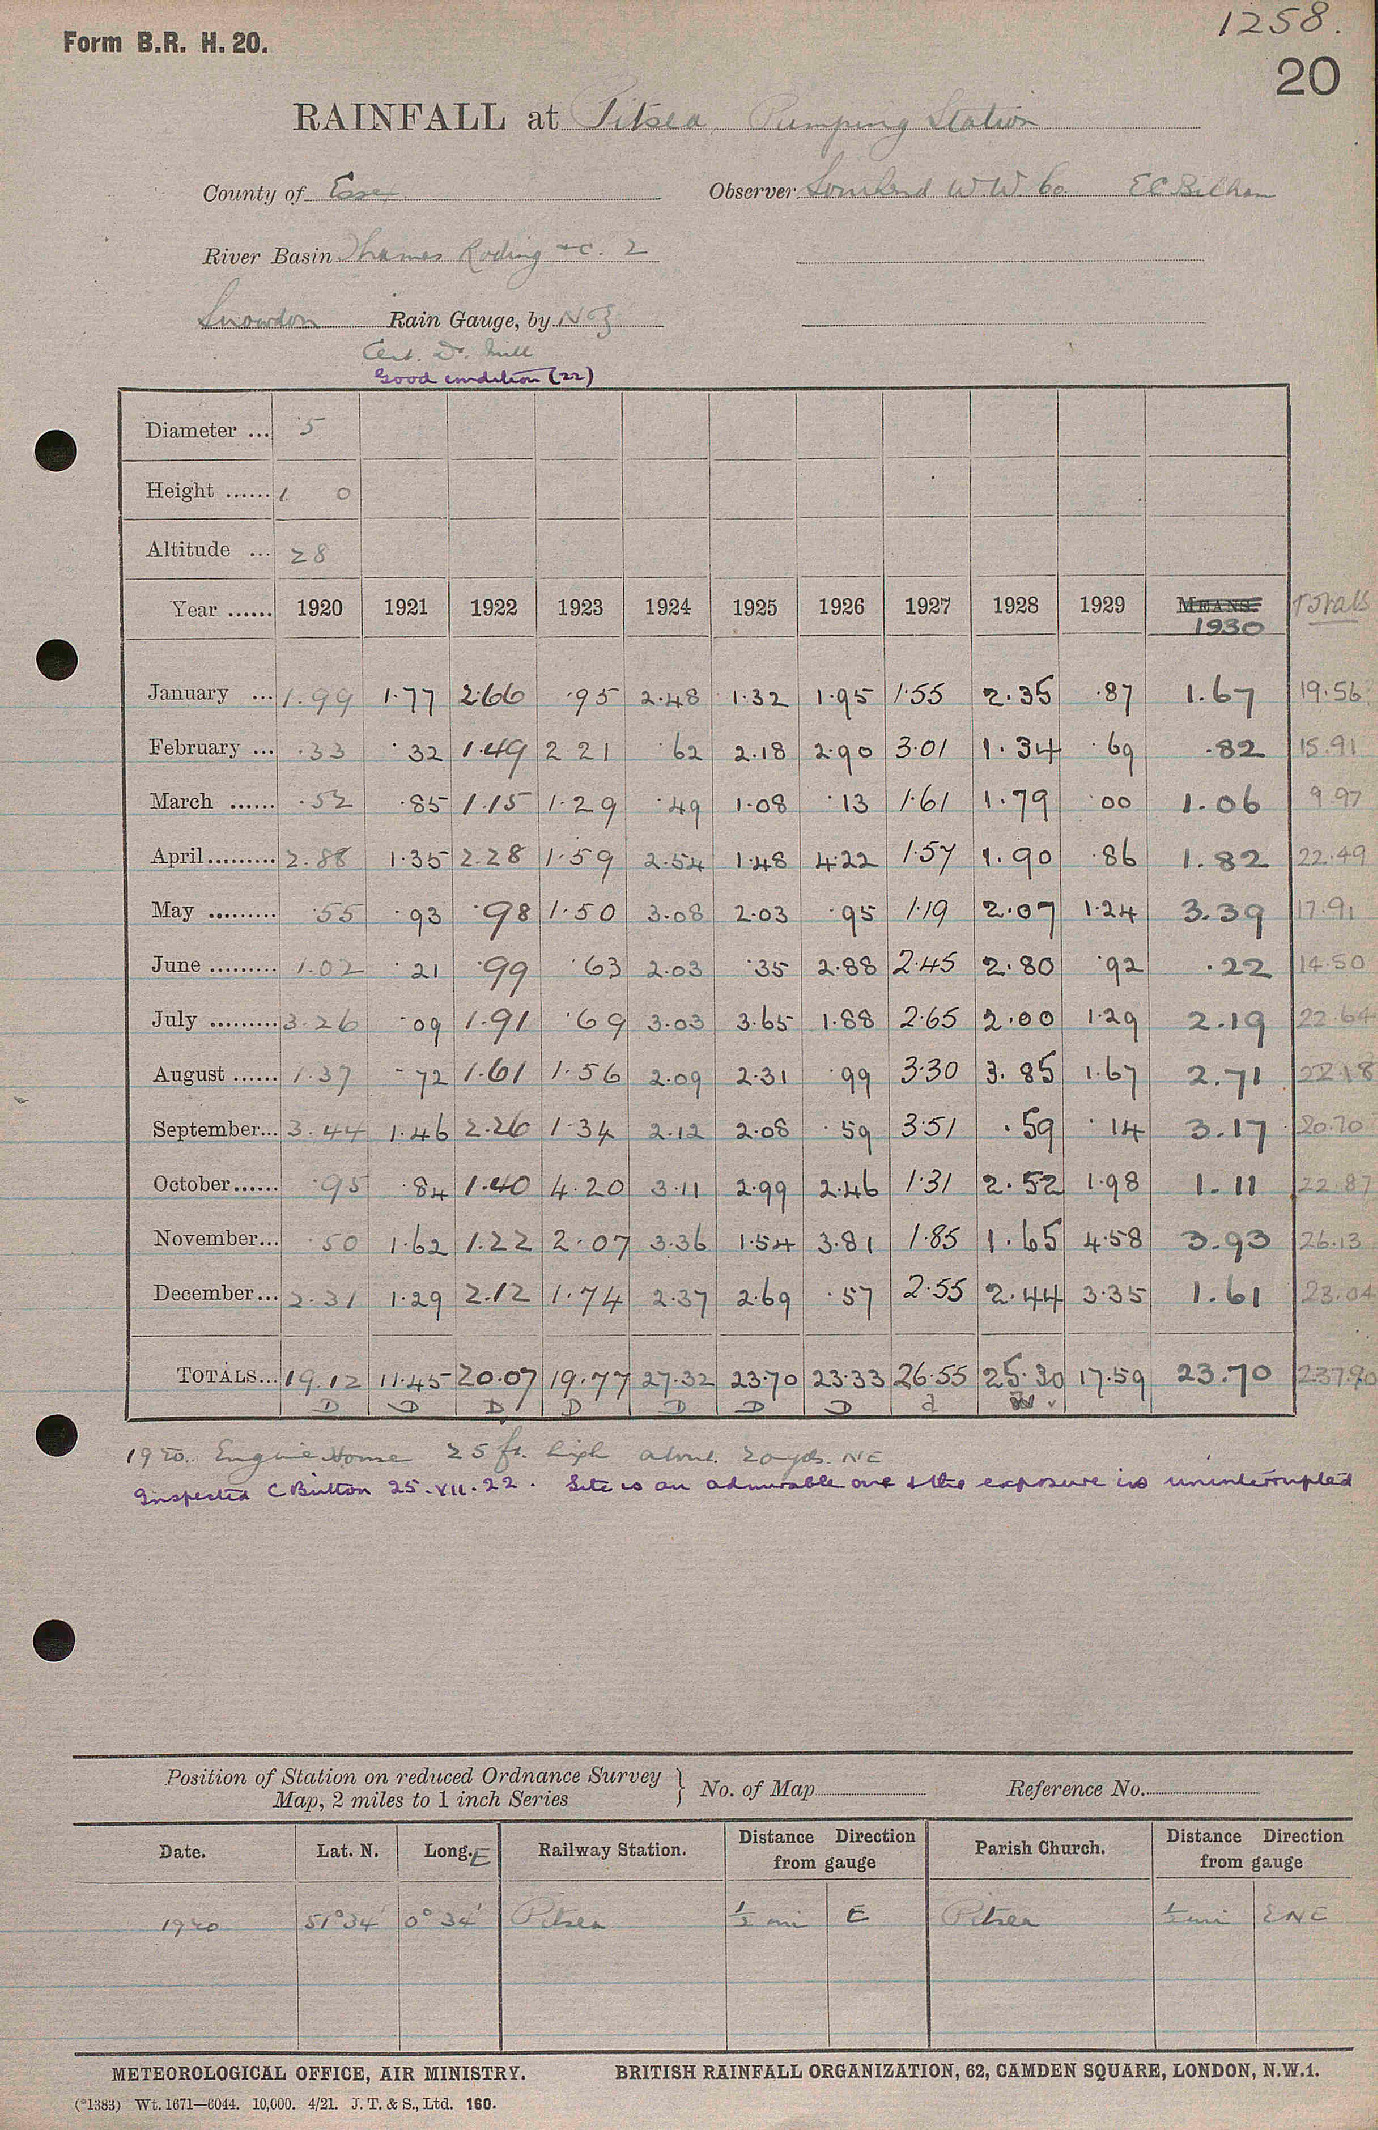 1258.
Form B.R. H. 20.
20
RAINFALL at Pitsea Pumping Station
County of Essex Observer Southend W W Co E C Bilham
River Basin Thames Roding &c. 2
Snowdon Rain Gauge, by N Z
Cert. Dr. Mill
Good condition (22)
Diameter ... 5
Height ...... 1 0
Altitude ... 28
Year ...... 1920 1921 1922 1923 1924 1925 1926 1927 1928 1929 MEANS. 1930 Totals
January ... 1.99 1.77 2.66 .95 2.48 1.32 1.95 1.55 2.35 .87 1.67 19.56
February ... .33 .32 1.49 2 21 .62 2.18 2.90 3.01 1.34 .69 .82 15.91
March ...... .52 .85 1.15 1.29 .49 1.08 .13 1.61 1.79 .00 1.06 9.97
April......... 2.88 1.35 2.28 1.59 2.54 1.48 4.22 1.57 1.90 .86 1.82 22.49
May ......... .55 .93 .98 1.50 3.08 2.03 .95 1.19 2.07 1.24 3.39 17.91
June ......... 1.02 .21 .99 .63 2.03 .35 2.88 2.45 2.80 .92 .22 14.50
July ......... 3.26 .09 1.91 .69 3.03 3.65 1.88 2.65 2.00 1.29 2.19 22.64
August ...... 1.37 .72 1.61 1.56 2.09 2.31 .99 3.30 3.85 1.67 2.71 22.18
September... 3.44 1.46 2.26 1.34 2.12 2.08 .59 3.51 .59 .14 3.17 20.70
October...... .95 .84 1.40 4.20 3.11 2.99 2.46 1.31 2.52 1.98 1.11 22.87
November... .50 1.62 1.22 2.07 3.36 1.54 3.81 1.85 1.65 4.58 3.93 26.13
December... 2.31 1.29 2.12 1.74 2.37 2.69 .57 2.55 2.44 3.35 1.61 23.04
TOTALS... 19.12 11.45 20.07 19.77 27.32 23.70 23.33 26.55 25.30 17.59 23.70 237.90
D D D D D D D d
1920. Engine House 25 ft. high about 20 yds. NE
Inspected C Britton 25.VII.22. Site is an admirable one & the exposure is uninterrupted
Position of Station on reduced Ordnance Survey Map, 2 miles to 1 inch Series } No. of Map Reference No.
Date. Lat. N. Long. E Railway Station. Distance Direction from gauge Parish Church. Distance Direction from gauge
1920 51° 34' 0° 34' Pitsea ½ mi E Pitsea ½ mi ENE
METEOROLOGICAL OFFICE, AIR MINISTRY. BRITISH RAINFALL ORGANIZATION, 62, CAMDEN SQUARE, LONDON, N.W.1.
(*1383) Wt. 1671—6044. 10,000. 4/21. J. T. & S., Ltd. 160.